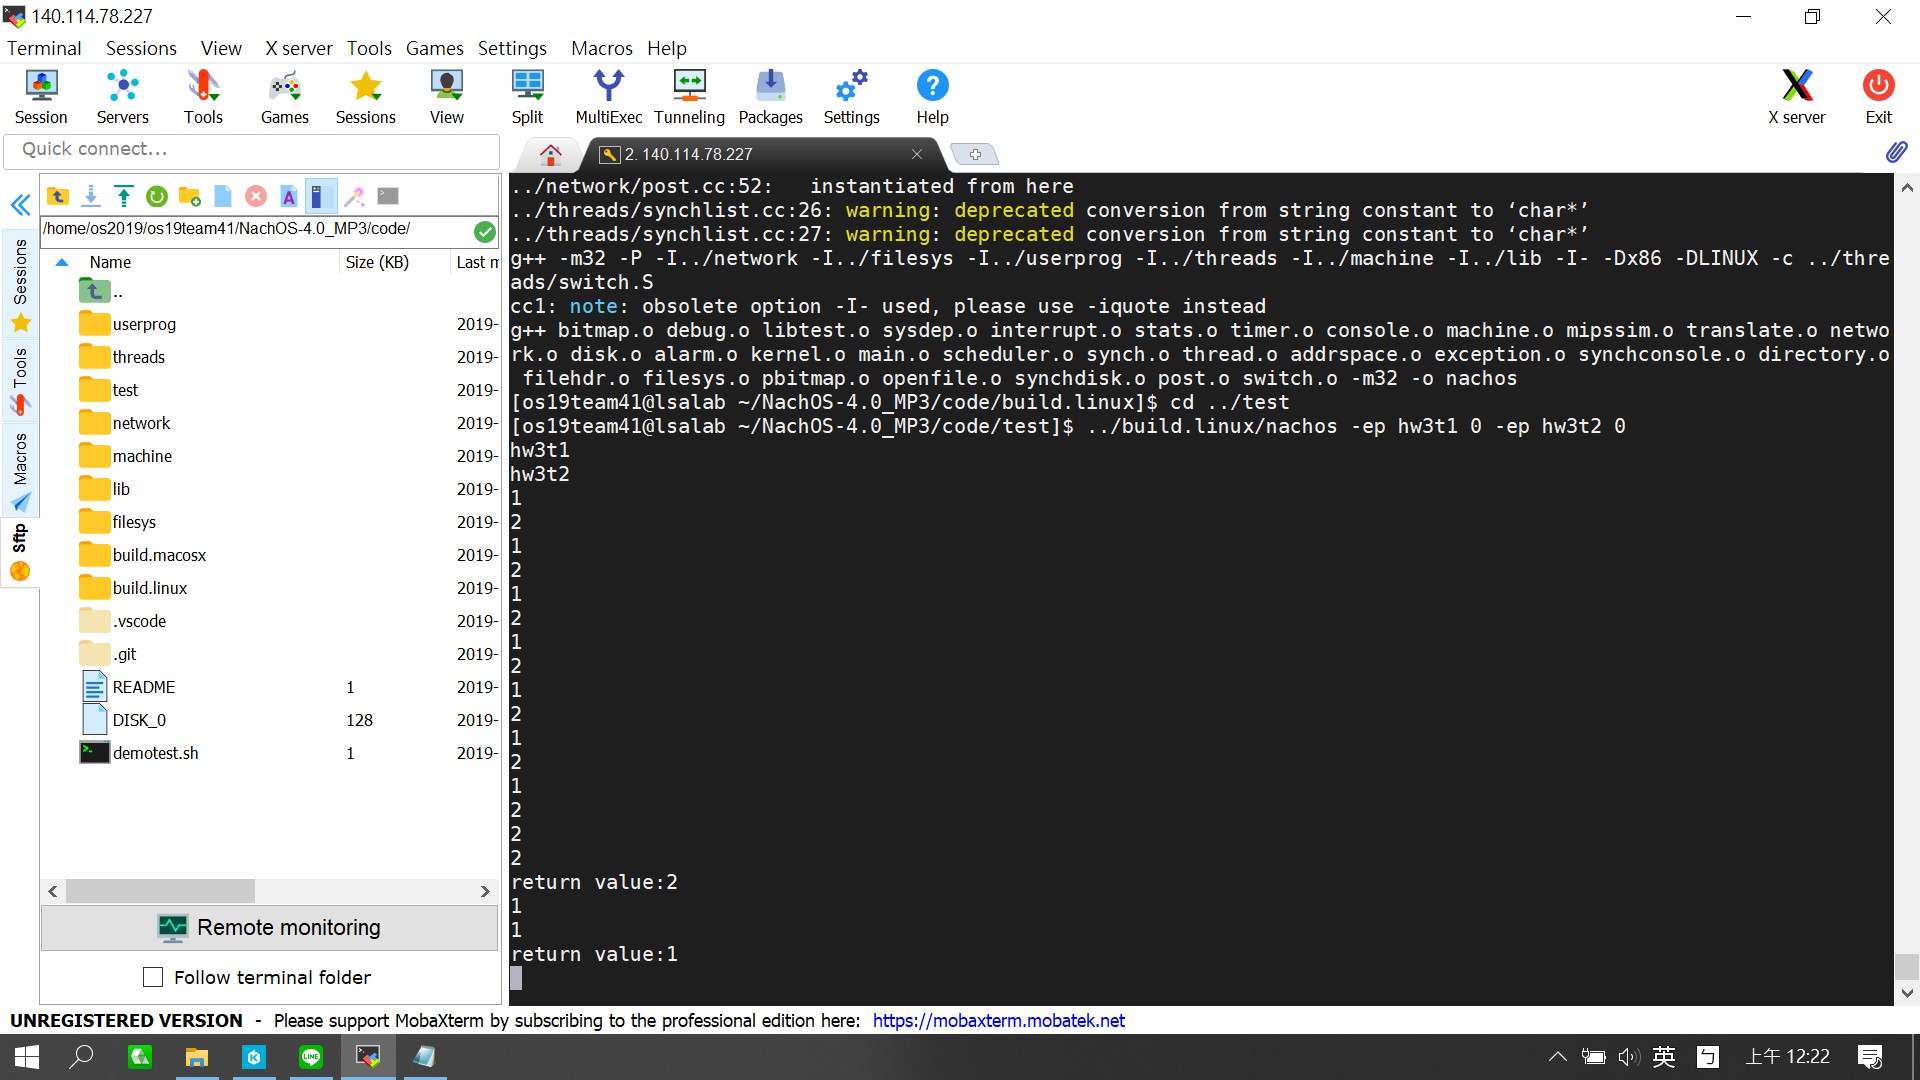 140.114.78.227
Terminal Sessions View X server Tools Games Settings Macros Help
Session Servers Tools Games Sessions View Split MultiExec Tunneling Packages Settings Help X server Exit
Quick connect...
2. 140.114.78.227
Sessions
Tools
Macros
Sftp
/home/os2019/os19team41/NachOS-4.0_MP3/code/
Name Size (KB) Last m
..
userprog 2019-
threads 2019-
test 2019-
network 2019-
machine 2019-
lib 2019-
filesys 2019-
build.macosx 2019-
build.linux 2019-
.vscode 2019-
.git 2019-
README 1 2019-
DISK_0 128 2019-
demotest.sh 1 2019-
Remote monitoring
Follow terminal folder
../network/post.cc:52:   instantiated from here
../threads/synchlist.cc:26: warning: deprecated conversion from string constant to ‘char*’
../threads/synchlist.cc:27: warning: deprecated conversion from string constant to ‘char*’
g++ -m32 -P -I../network -I../filesys -I../userprog -I../threads -I../machine -I../lib -I- -Dx86 -DLINUX -c ../thre
ads/switch.S
cc1: note: obsolete option -I- used, please use -iquote instead
g++ bitmap.o debug.o libtest.o sysdep.o interrupt.o stats.o timer.o console.o machine.o mipssim.o translate.o netwo
rk.o disk.o alarm.o kernel.o main.o scheduler.o synch.o thread.o addrspace.o exception.o synchconsole.o directory.o
filehdr.o filesys.o pbitmap.o openfile.o synchdisk.o post.o switch.o -m32 -o nachos
[os19team41@lsalab ~/NachOS-4.0_MP3/code/build.linux]$ cd ../test
[os19team41@lsalab ~/NachOS-4.0_MP3/code/test]$ ../build.linux/nachos -ep hw3t1 0 -ep hw3t2 0
hw3t1
hw3t2
1
2
1
2
1
2
1
2
1
2
1
2
1
2
2
2
return value:2
1
1
return value:1
UNREGISTERED VERSION - Please support MobaXterm by subscribing to the professional edition here: https://mobaxterm.mobatek.net
英 ㄅ 上午 12:22